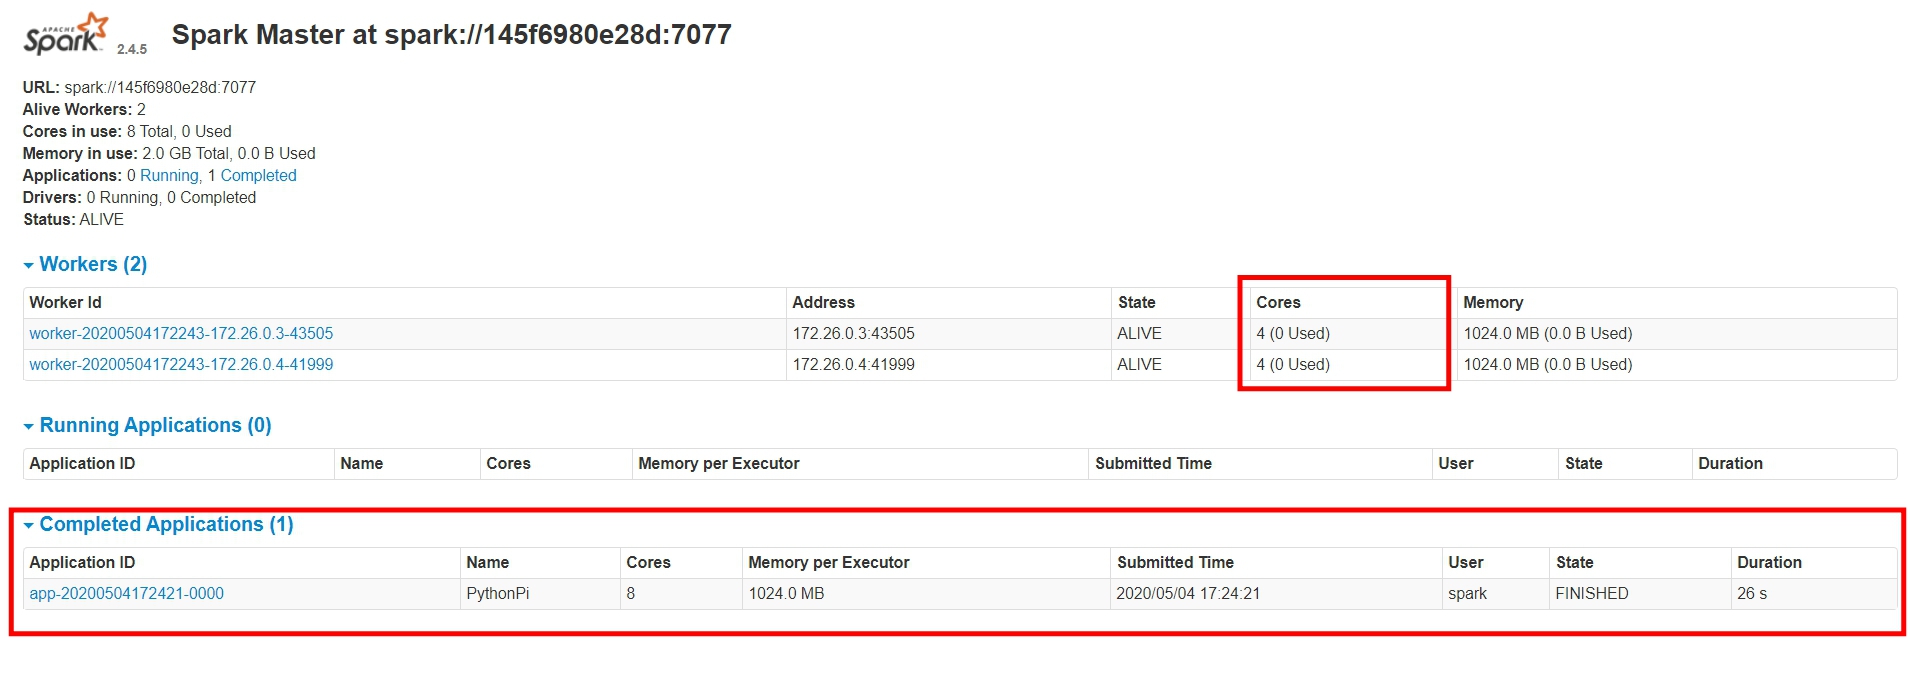 APACHE Spark 2.4.5 Spark Master at spark://145f6980e28d:7077
URL: spark://145f6980e28d:7077
Alive Workers: 2
Cores in use: 8 Total, 0 Used
Memory in use: 2.0 GB Total, 0.0 B Used
Applications: 0 Running, 1 Completed
Drivers: 0 Running, 0 Completed
Status: ALIVE
Workers (2)
Worker Id Address State Cores Memory
worker-20200504172243-172.26.0.3-43505 172.26.0.3:43505 ALIVE 4 (0 Used) 1024.0 MB (0.0 B Used)
worker-20200504172243-172.26.0.4-41999 172.26.0.4:41999 ALIVE 4 (0 Used) 1024.0 MB (0.0 B Used)
Running Applications (0)
Application ID Name Cores Memory per Executor Submitted Time User State Duration
Completed Applications (1)
Application ID Name Cores Memory per Executor Submitted Time User State Duration
app-20200504172421-0000 PythonPi 8 1024.0 MB 2020/05/04 17:24:21 spark FINISHED 26 s